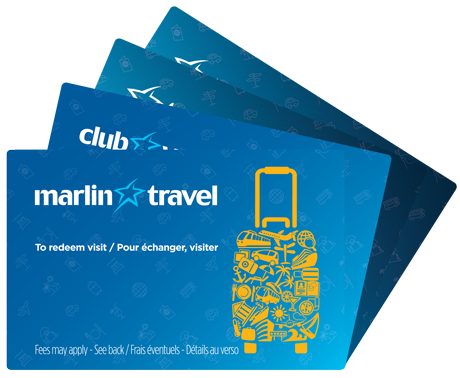 club
marlin travel
To redeem visit / Pour échanger, visiter
Fees may apply - See back / Frais éventuels - Détails au verso